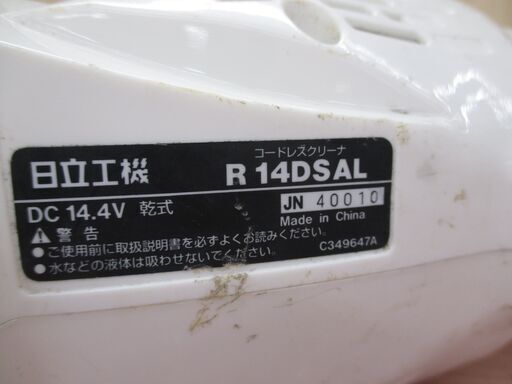 コードレスクリーナ
日立工機 R 14DSAL
DC 14.4V 乾式 JN 40010
Made in China
⚠警告
●ご使用前に取扱説明書を必ずよくお読みください。
●水などの液体は吸わせないでください。 C349647A